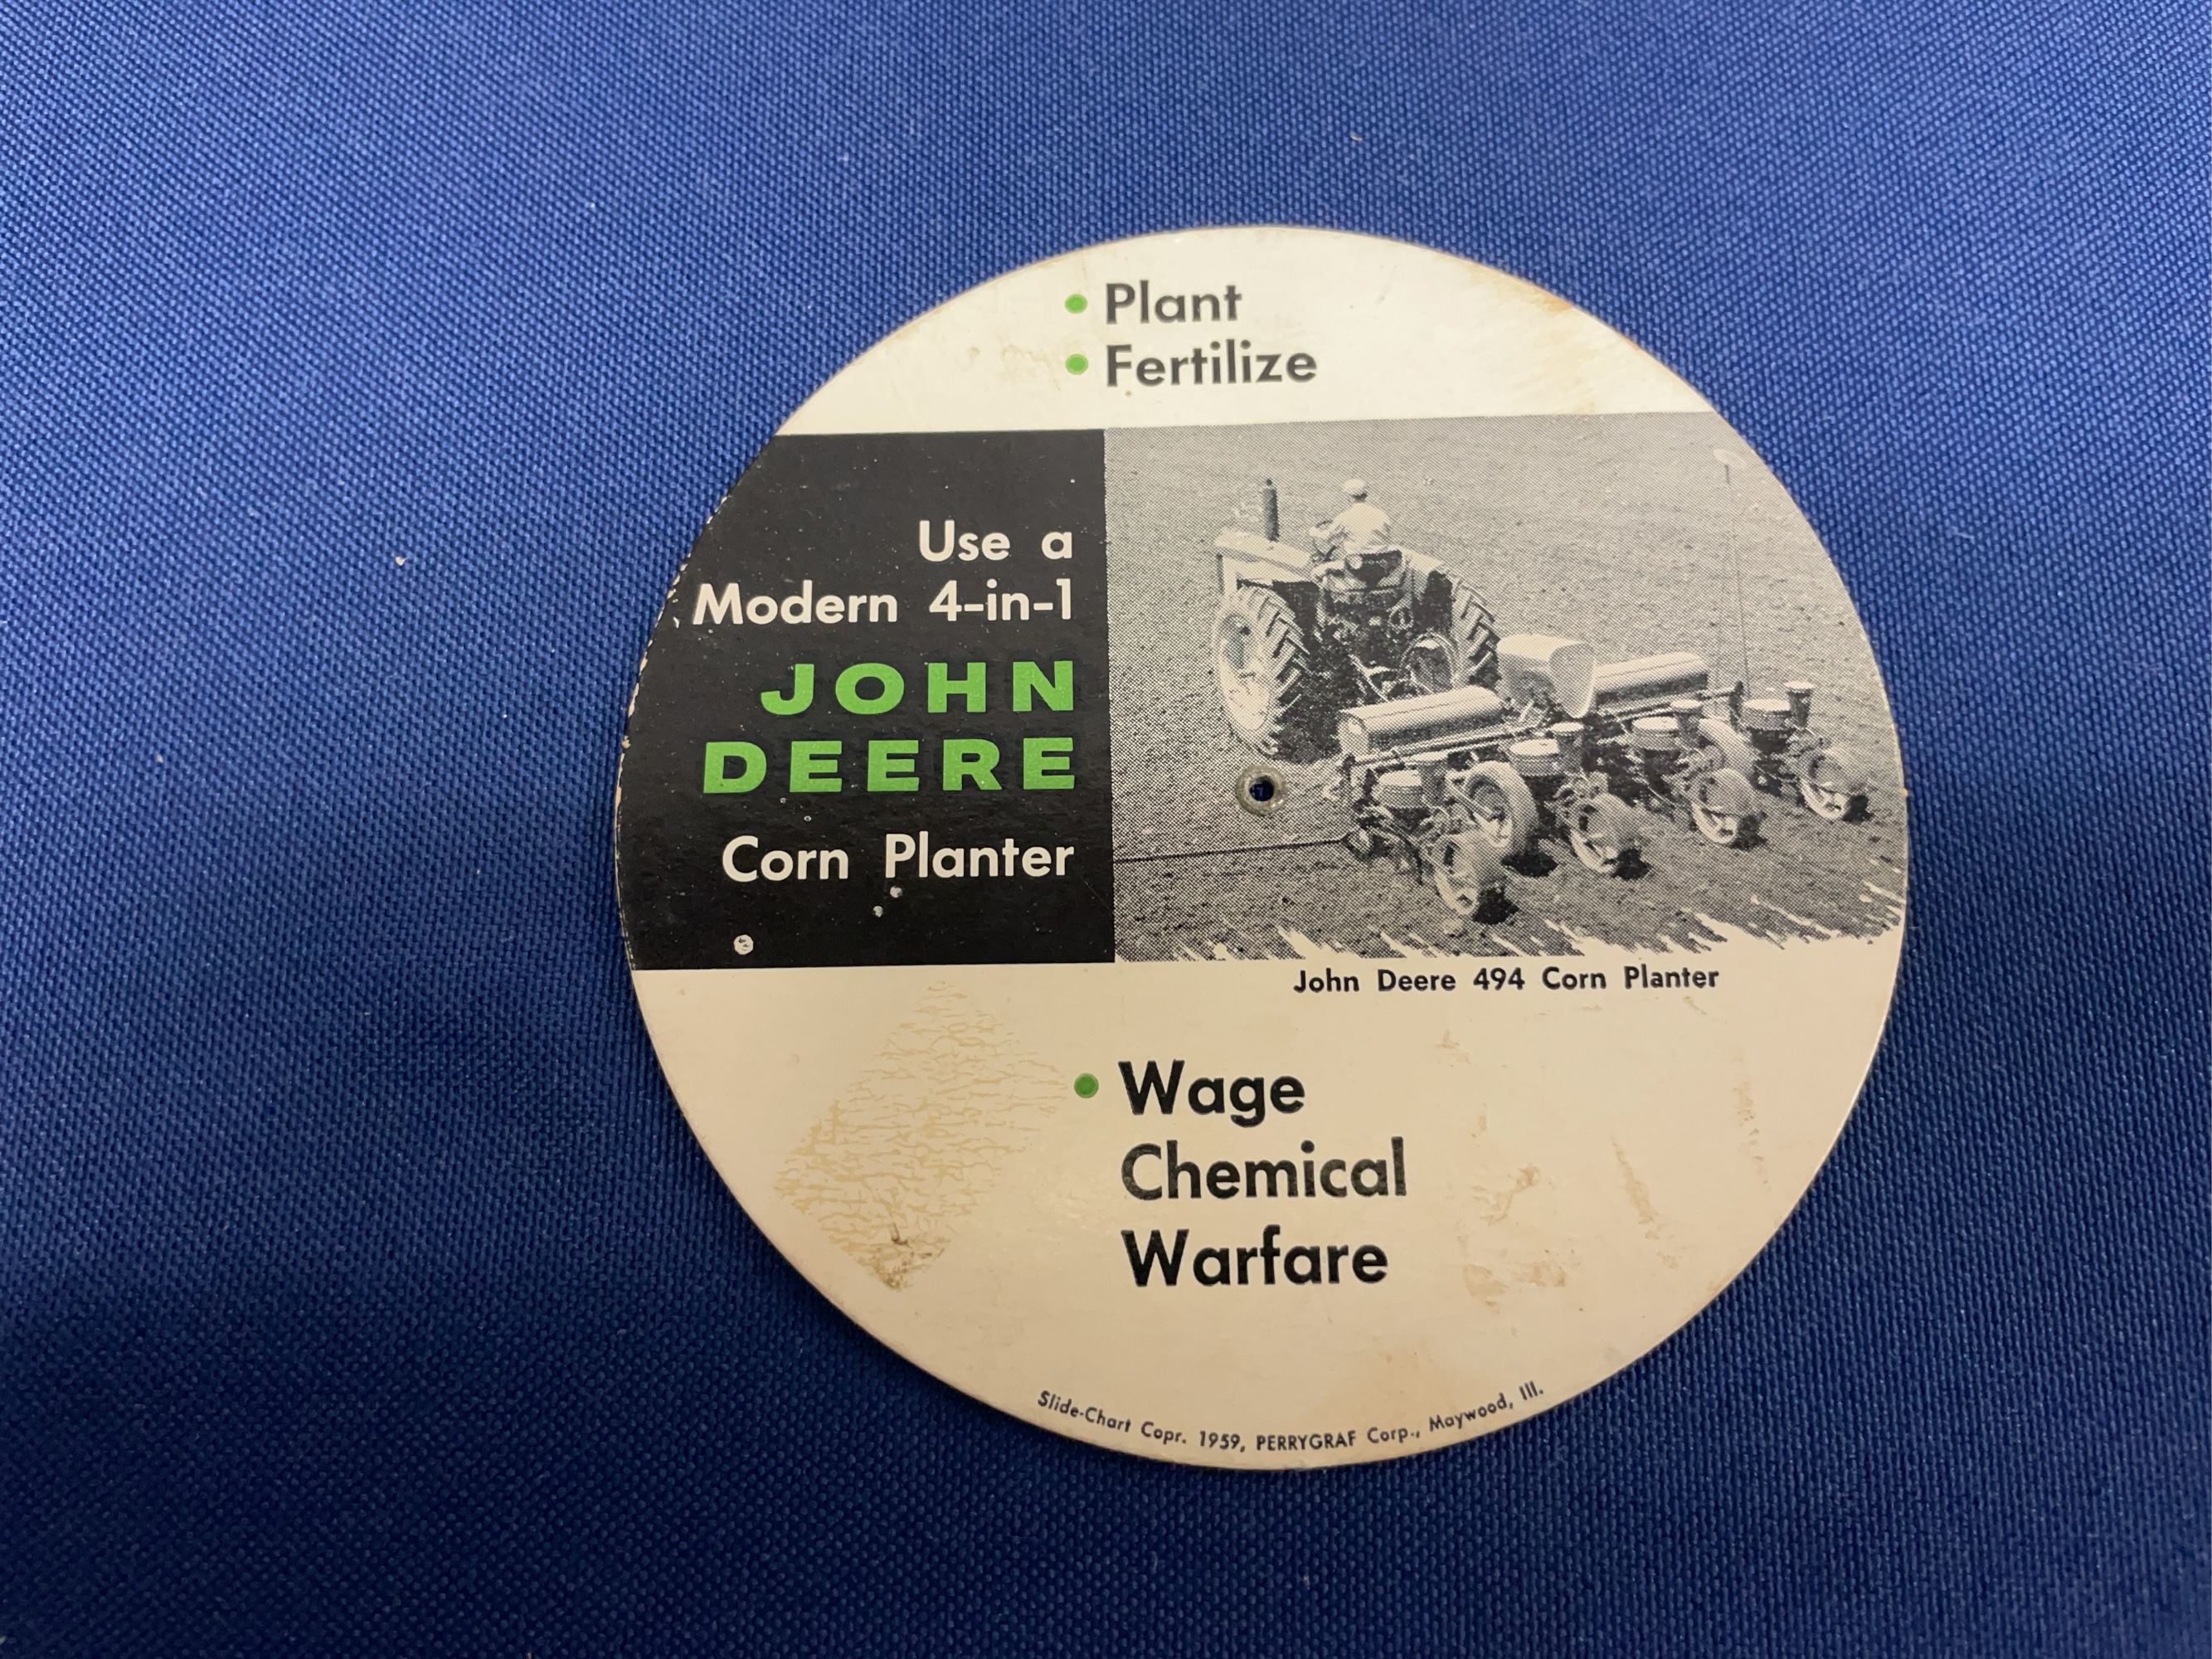 • Plant
• Fertilize
Use a
Modern 4-in-1
JOHN
DEERE
Corn Planter
John Deere 494 Corn Planter
• Wage
Chemical
Warfare
Slide-Chart Copr. 1959, PERRYGRAF Corp., Maywood, Ill.